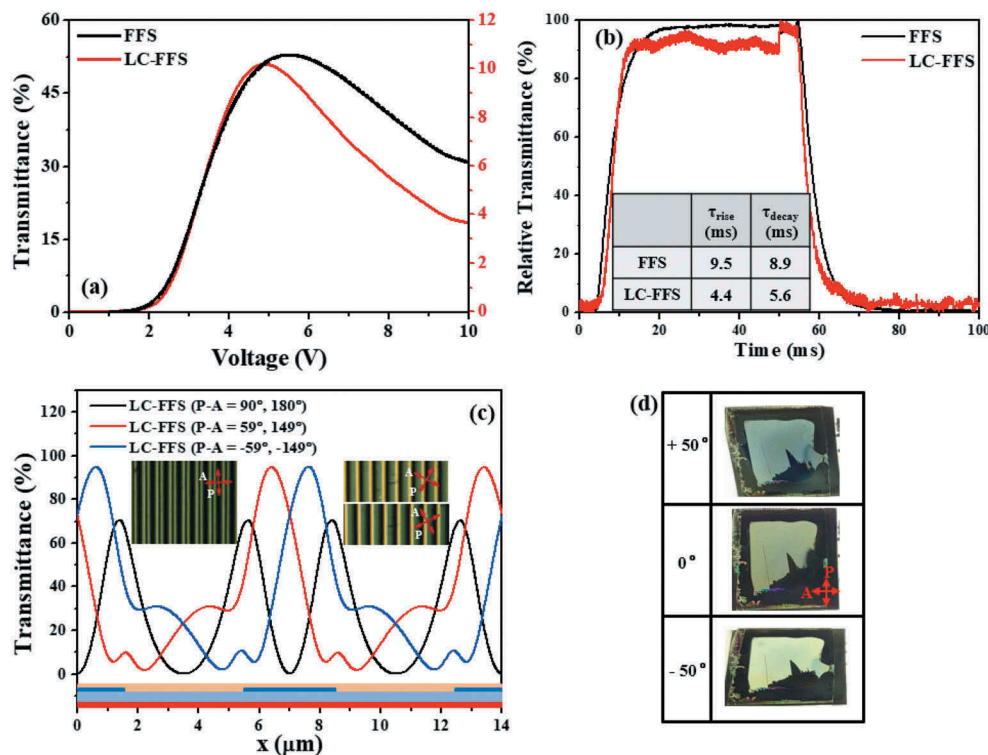 60
45
30
15
0
Transmittance (%)
FFS
LC-FFS
(a)
12
10
8
6
4
2
0
0 2 4 6 8 10
Voltage (V)
100
80
60
40
20
0
Relative Transmittance (%)
(b)
FFS
LC-FFS
τrise (ms) τdecay (ms)
FFS 9.5 8.9
LC-FFS 4.4 5.6
0 20 40 60 80 100
Time (ms)
120
100
80
60
40
20
0
Transmittance (%)
LC-FFS (P-A = 90°, 180°)
LC-FFS (P-A = 59°, 149°)
LC-FFS (P-A = -59°, -149°)
(c)
A
P
A
P
A
P
0 2 4 6 8 10 12 14
x (μm)
(d)
+ 50°
0°
P
A
- 50°